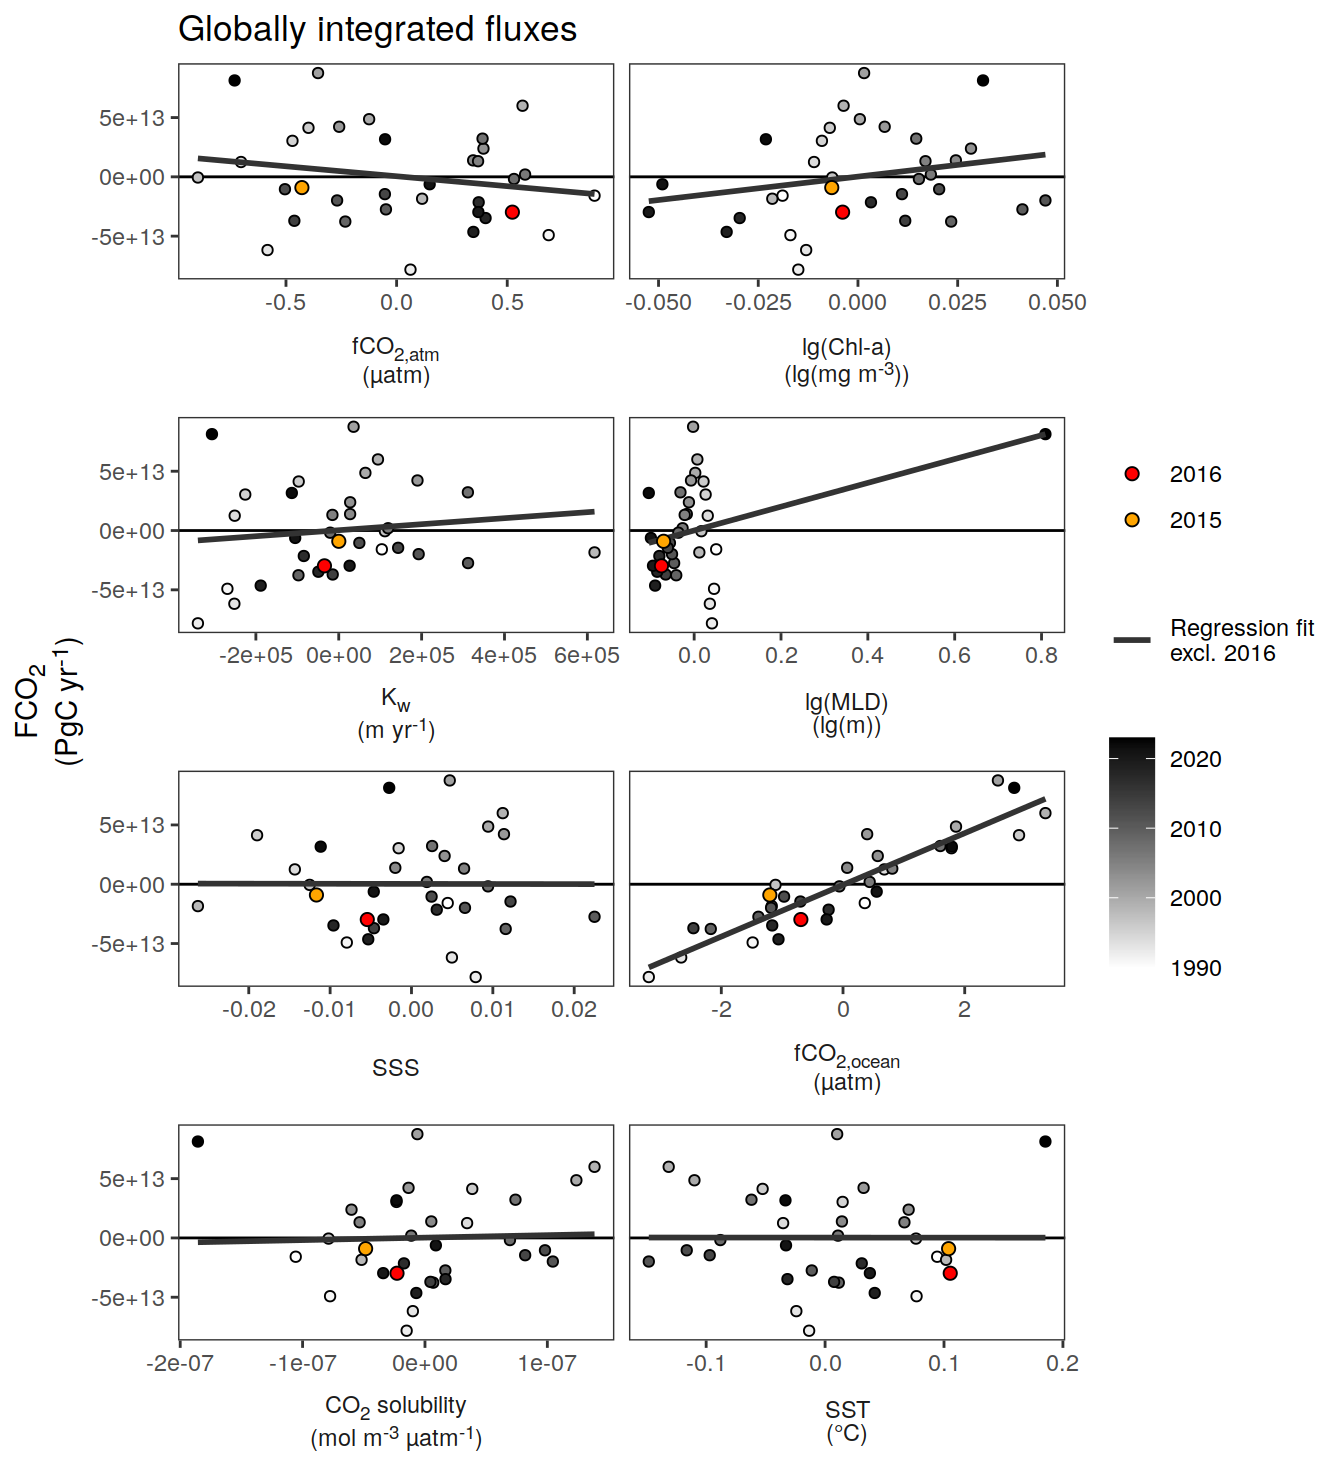 Globally integrated fluxes
5e+13
0e+00
-5e+13
-0.5 0.0 0.5
-0.050 -0.025 0.000 0.025 0.050
fCO2,atm
(µatm)
lg(Chl-a)
(lg(mg m-3))
5e+13
0e+00
-5e+13
-2e+05 0e+00 2e+05 4e+05 6e+05
0.0 0.2 0.4 0.6 0.8
Kw
(m yr-1)
lg(MLD)
(lg(m))
FCO2
(PgC yr-1)
5e+13
0e+00
-5e+13
-0.02 -0.01 0.00 0.01 0.02
-2 0 2
SSS
fCO2,ocean
(µatm)
5e+13
0e+00
-5e+13
-2e-07 -1e-07 0e+00 1e-07
-0.1 0.0 0.1 0.2
CO2 solubility
(mol m-3 µatm-1)
SST
(°C)
2016
2015
Regression fit
excl. 2016
2020
2010
2000
1990